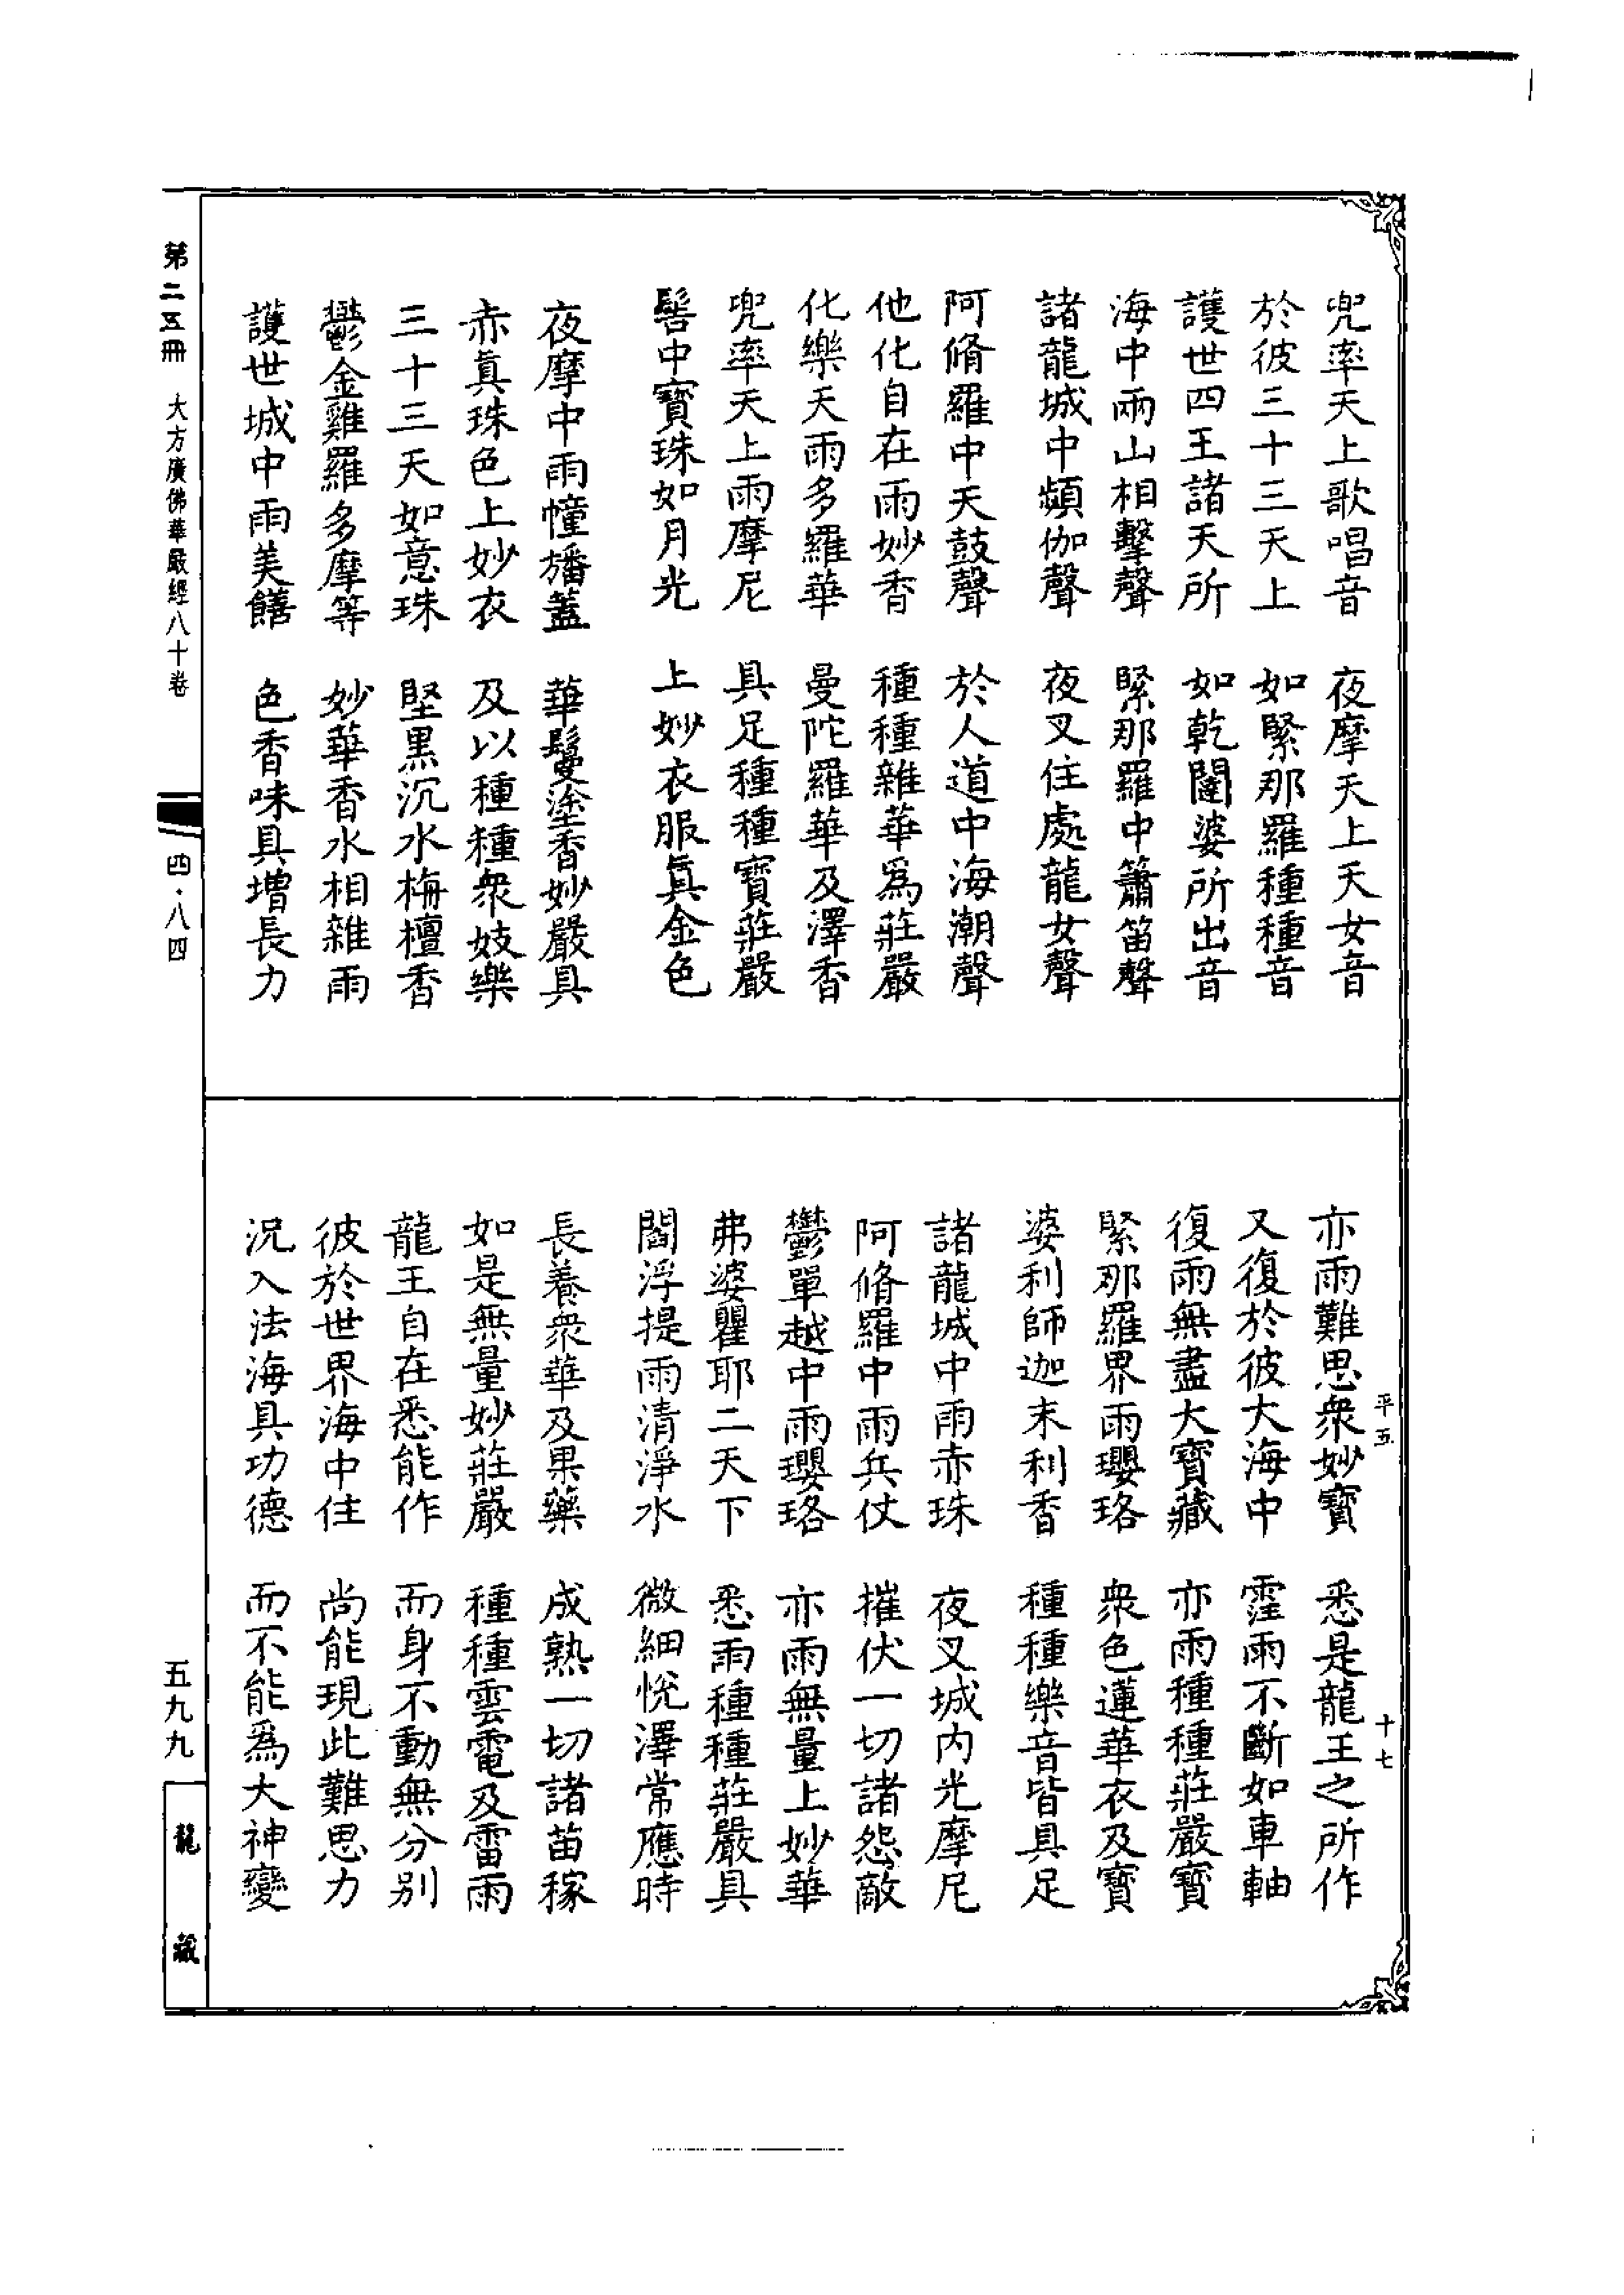 兜率天上歌唱音　夜摩天上天女音
於彼三十三天上　如緊那羅種種音
護世四王諸天所　如乾闥婆所出音
海中兩山相擊聲　緊那羅中簫笛聲
諸龍城中頻伽聲　夜叉住處龍女聲
阿脩羅中天鼓聲　於人道中海潮聲
他化自在雨妙香　種種雜華爲莊嚴
化樂天雨多羅華　曼陀羅華及澤香
兜率天上雨摩尼　具足種種寶莊嚴
髻中寶珠如月光　上妙衣服眞金色
夜摩中雨幢旛蓋　華鬘塗香妙嚴具
赤眞珠色上妙衣　及以種種衆妓樂
三十三天如意珠　堅黑沉水栴檀香
鬱金雞羅多摩等　妙華香水相雜雨
護世城中雨美饍　色香味具增長力
亦雨難思衆妙寶　悉是龍王之所作
又復於彼大海中　霔雨不斷如車軸
復雨無盡大寶藏　亦雨種種莊嚴寶
緊那羅界雨瓔珞　衆色蓮華衣及寶
婆利師迦末利香　種種樂音皆具足
諸龍城中雨赤珠　夜叉城內光摩尼
阿脩羅中雨兵仗　摧伏一切諸怨敵
鬱單越中雨瓔珞　亦雨無量上妙華
弗婆瞿耶二天下　悉雨種種莊嚴具
閻浮提雨清淨水　微細悅澤常應時
長養衆華及果藥　成熟一切諸苗稼
如是無量妙莊嚴　種種雲電及雷雨
龍王自在悉能作　而身不動無分別
彼於世界海中住　尚能現此難思力
況入法海具功德　而不能爲大神變
平五　十七
第二五冊　大方廣佛華嚴經八十卷　四·八四　五九九　龍藏